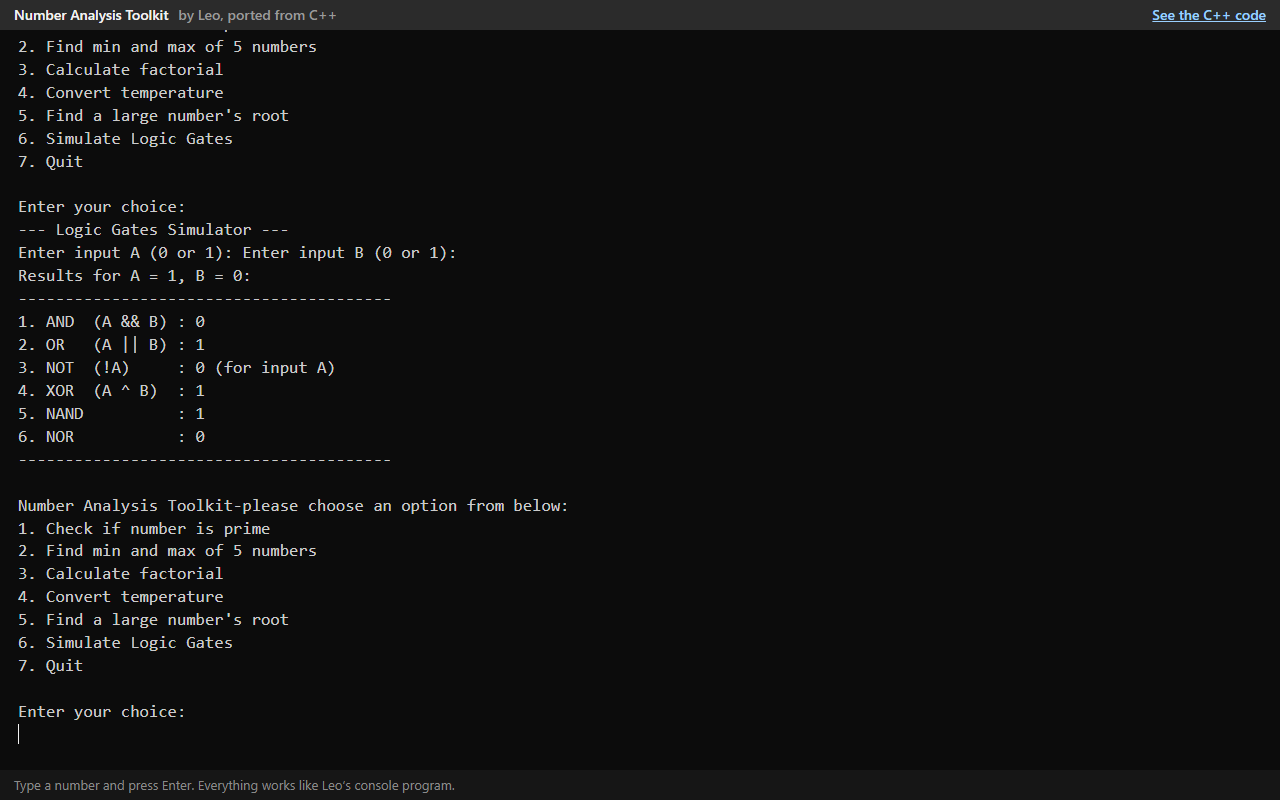 Number Analysis Toolkit by Leo, ported from C++
See the C++ code
2. Find min and max of 5 numbers
3. Calculate factorial
4. Convert temperature
5. Find a large number's root
6. Simulate Logic Gates
7. Quit
Enter your choice:
--- Logic Gates Simulator ---
Enter input A (0 or 1): Enter input B (0 or 1):
Results for A = 1, B = 0:
----------------------------------------
1. AND  (A && B) : 0
2. OR   (A || B) : 1
3. NOT  (!A)     : 0 (for input A)
4. XOR  (A ^ B)  : 1
5. NAND          : 1
6. NOR           : 0
----------------------------------------
Number Analysis Toolkit-please choose an option from below:
1. Check if number is prime
2. Find min and max of 5 numbers
3. Calculate factorial
4. Convert temperature
5. Find a large number's root
6. Simulate Logic Gates
7. Quit
Enter your choice:
Type a number and press Enter. Everything works like Leo's console program.